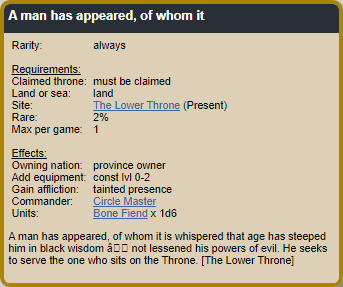 A man has appeared, of whom it
Rarity: always
Requirements:
Claimed throne: must be claimed
Land or sea: land
Site: The Lower Throne (Present)
Rare: 2%
Max per game: 1
Effects:
Owning nation: province owner
Add equipment: const lvl 0-2
Gain affliction: tainted presence
Commander: Circle Master
Units: Bone Fiend x 1d6
A man has appeared, of whom it is whispered that age has steeped
him in black wisdom â▯▯ not lessened his powers of evil. He seeks
to serve the one who sits on the Throne. [The Lower Throne]